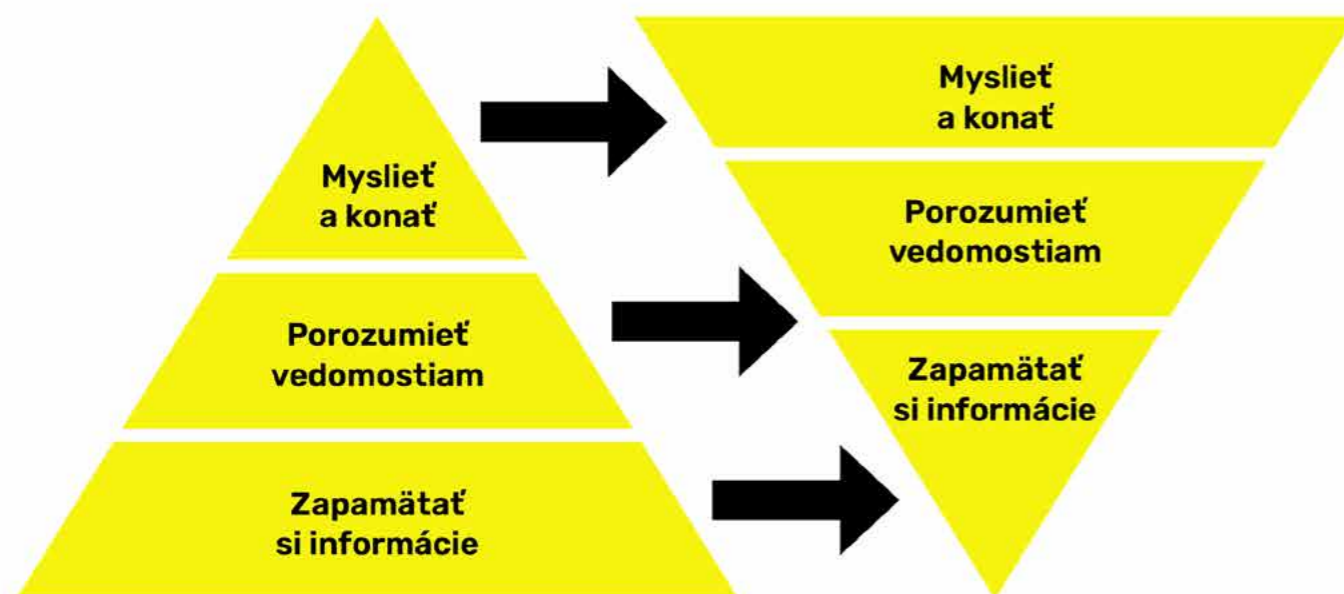 Myslieť
a konať
Porozumieť
vedomostiam
Zapamätať
si informácie
Myslieť
a konať
Porozumieť
vedomostiam
Zapamätať
si informácie